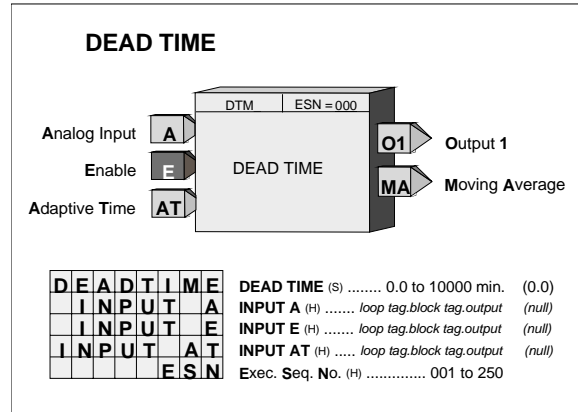 DEAD TIME
DTM
ESN = 000
Analog Input
A
Enable
E
Adaptive Time
AT
DEAD TIME
O1
Output 1
MA
Moving Average
DEADTIME
INPUT A
INPUT E
INPUT AT
ESN
DEAD TIME (S) ........ 0.0 to 10000 min. (0.0)
INPUT A (H) ....... loop tag.block tag.output (null)
INPUT E (H) ....... loop tag.block tag.output (null)
INPUT AT (H) ..... loop tag.block tag.output (null)
Exec. Seq. No. (H) .............. 001 to 250